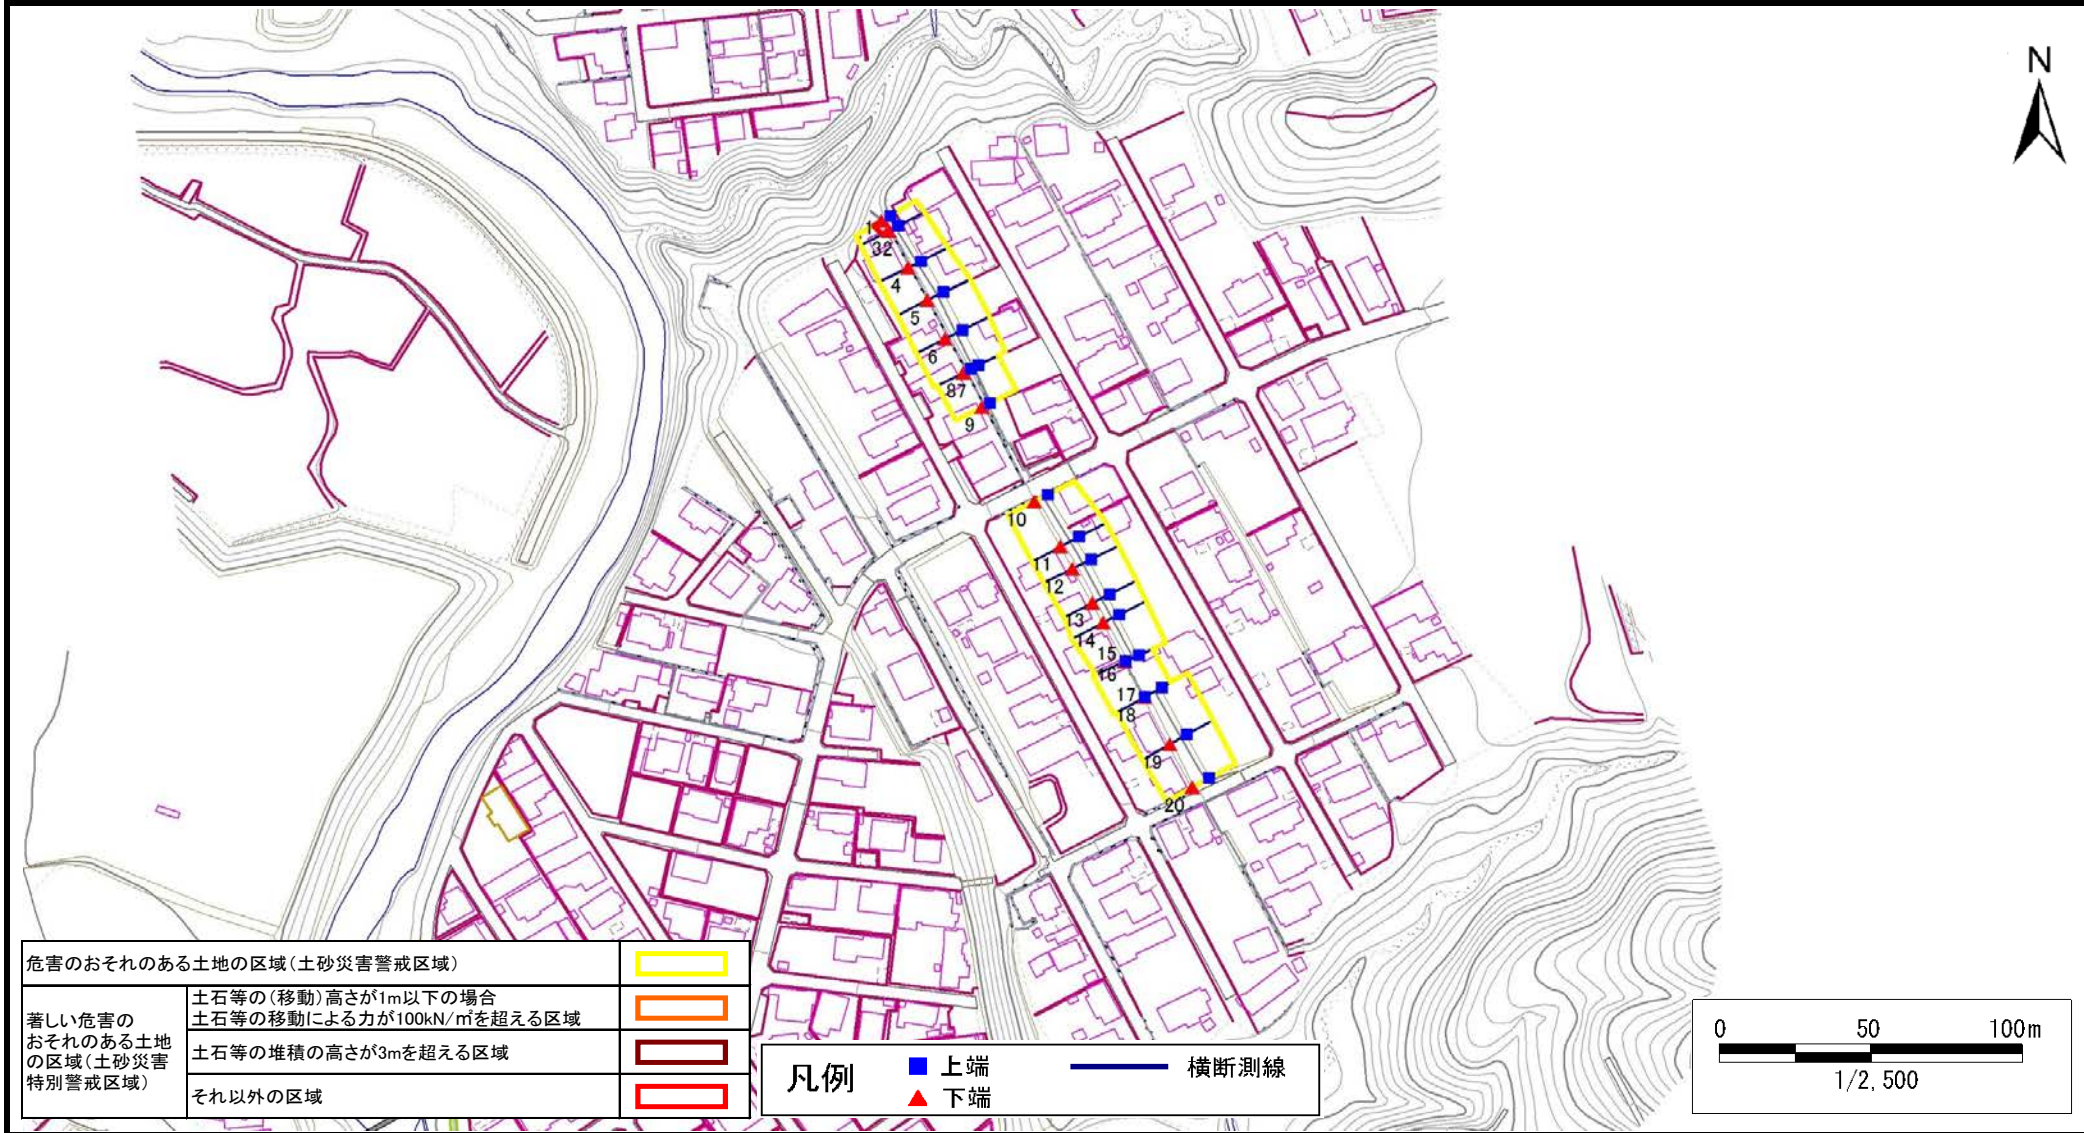 N
1
32
4
5
6
87
9
10
11
12
13
14
15
16
17
18
19
20
危害のおそれのある土地の区域(土砂災害警戒区域)
著しい危害の
おそれのある土地
の区域(土砂災害
特別警戒区域)
土石等の(移動)高さが1m以下の場合
土石等の移動による力が100kN/㎡を超える区域
土石等の堆積の高さが3mを超える区域
それ以外の区域
凡例
上端
下端
横断測線
0 50 100m
1/2,500